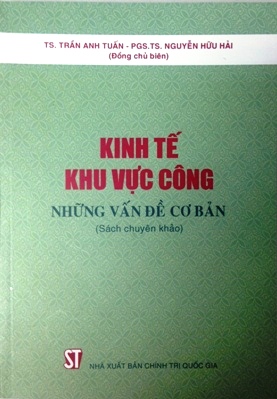 TS. TRẦN ANH TUẤN - PGS.TS. NGUYỄN HỮU HẢI
(Đồng chủ biên)
KINH TẾ
KHU VỰC CÔNG
NHỮNG VẤN ĐỀ CƠ BẢN
(Sách chuyên khảo)
ST
NHÀ XUẤT BẢN CHÍNH TRỊ QUỐC GIA